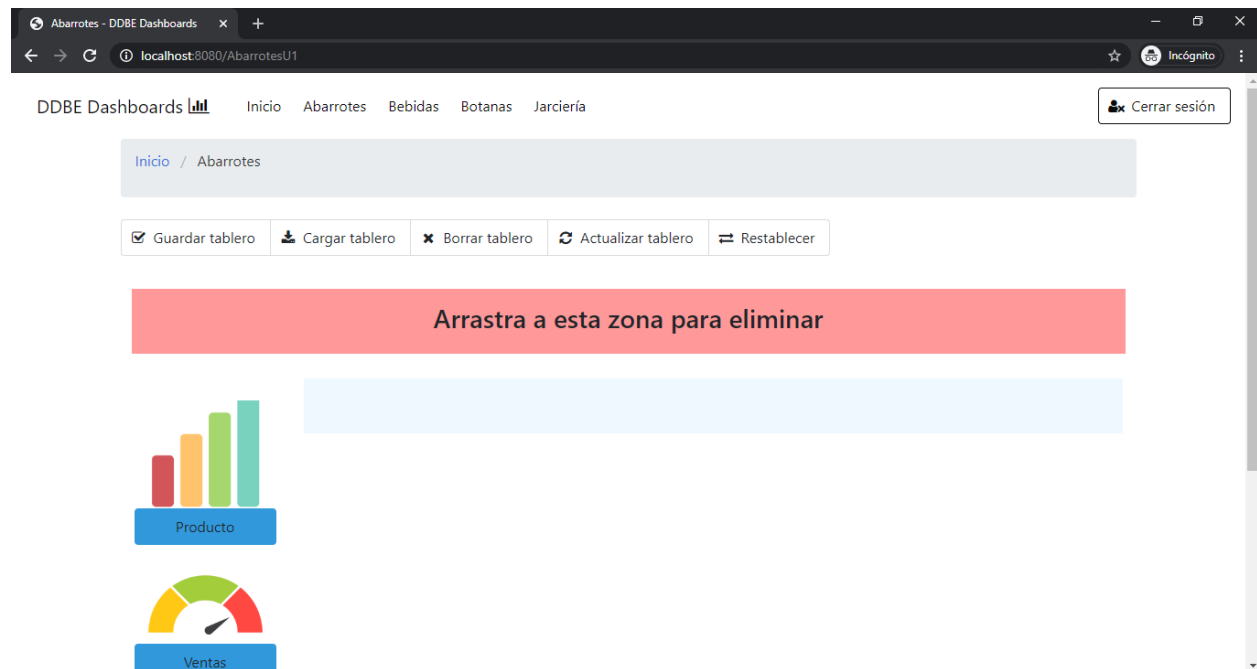 Abarrotes - DDBE Dashboards
localhost:8080/AbarrotesU1
Incógnito
DDBE Dashboards Inicio Abarrotes Bebidas Botanas Jarciería Cerrar sesión
Inicio / Abarrotes
Guardar tablero Cargar tablero Borrar tablero Actualizar tablero Restablecer
Arrastra a esta zona para eliminar
Producto
Ventas